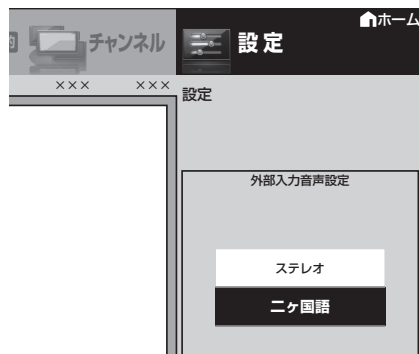 ホーム
チャンネル
設定
××× ×××
設定
外部入力音声設定
ステレオ
二ヶ国語